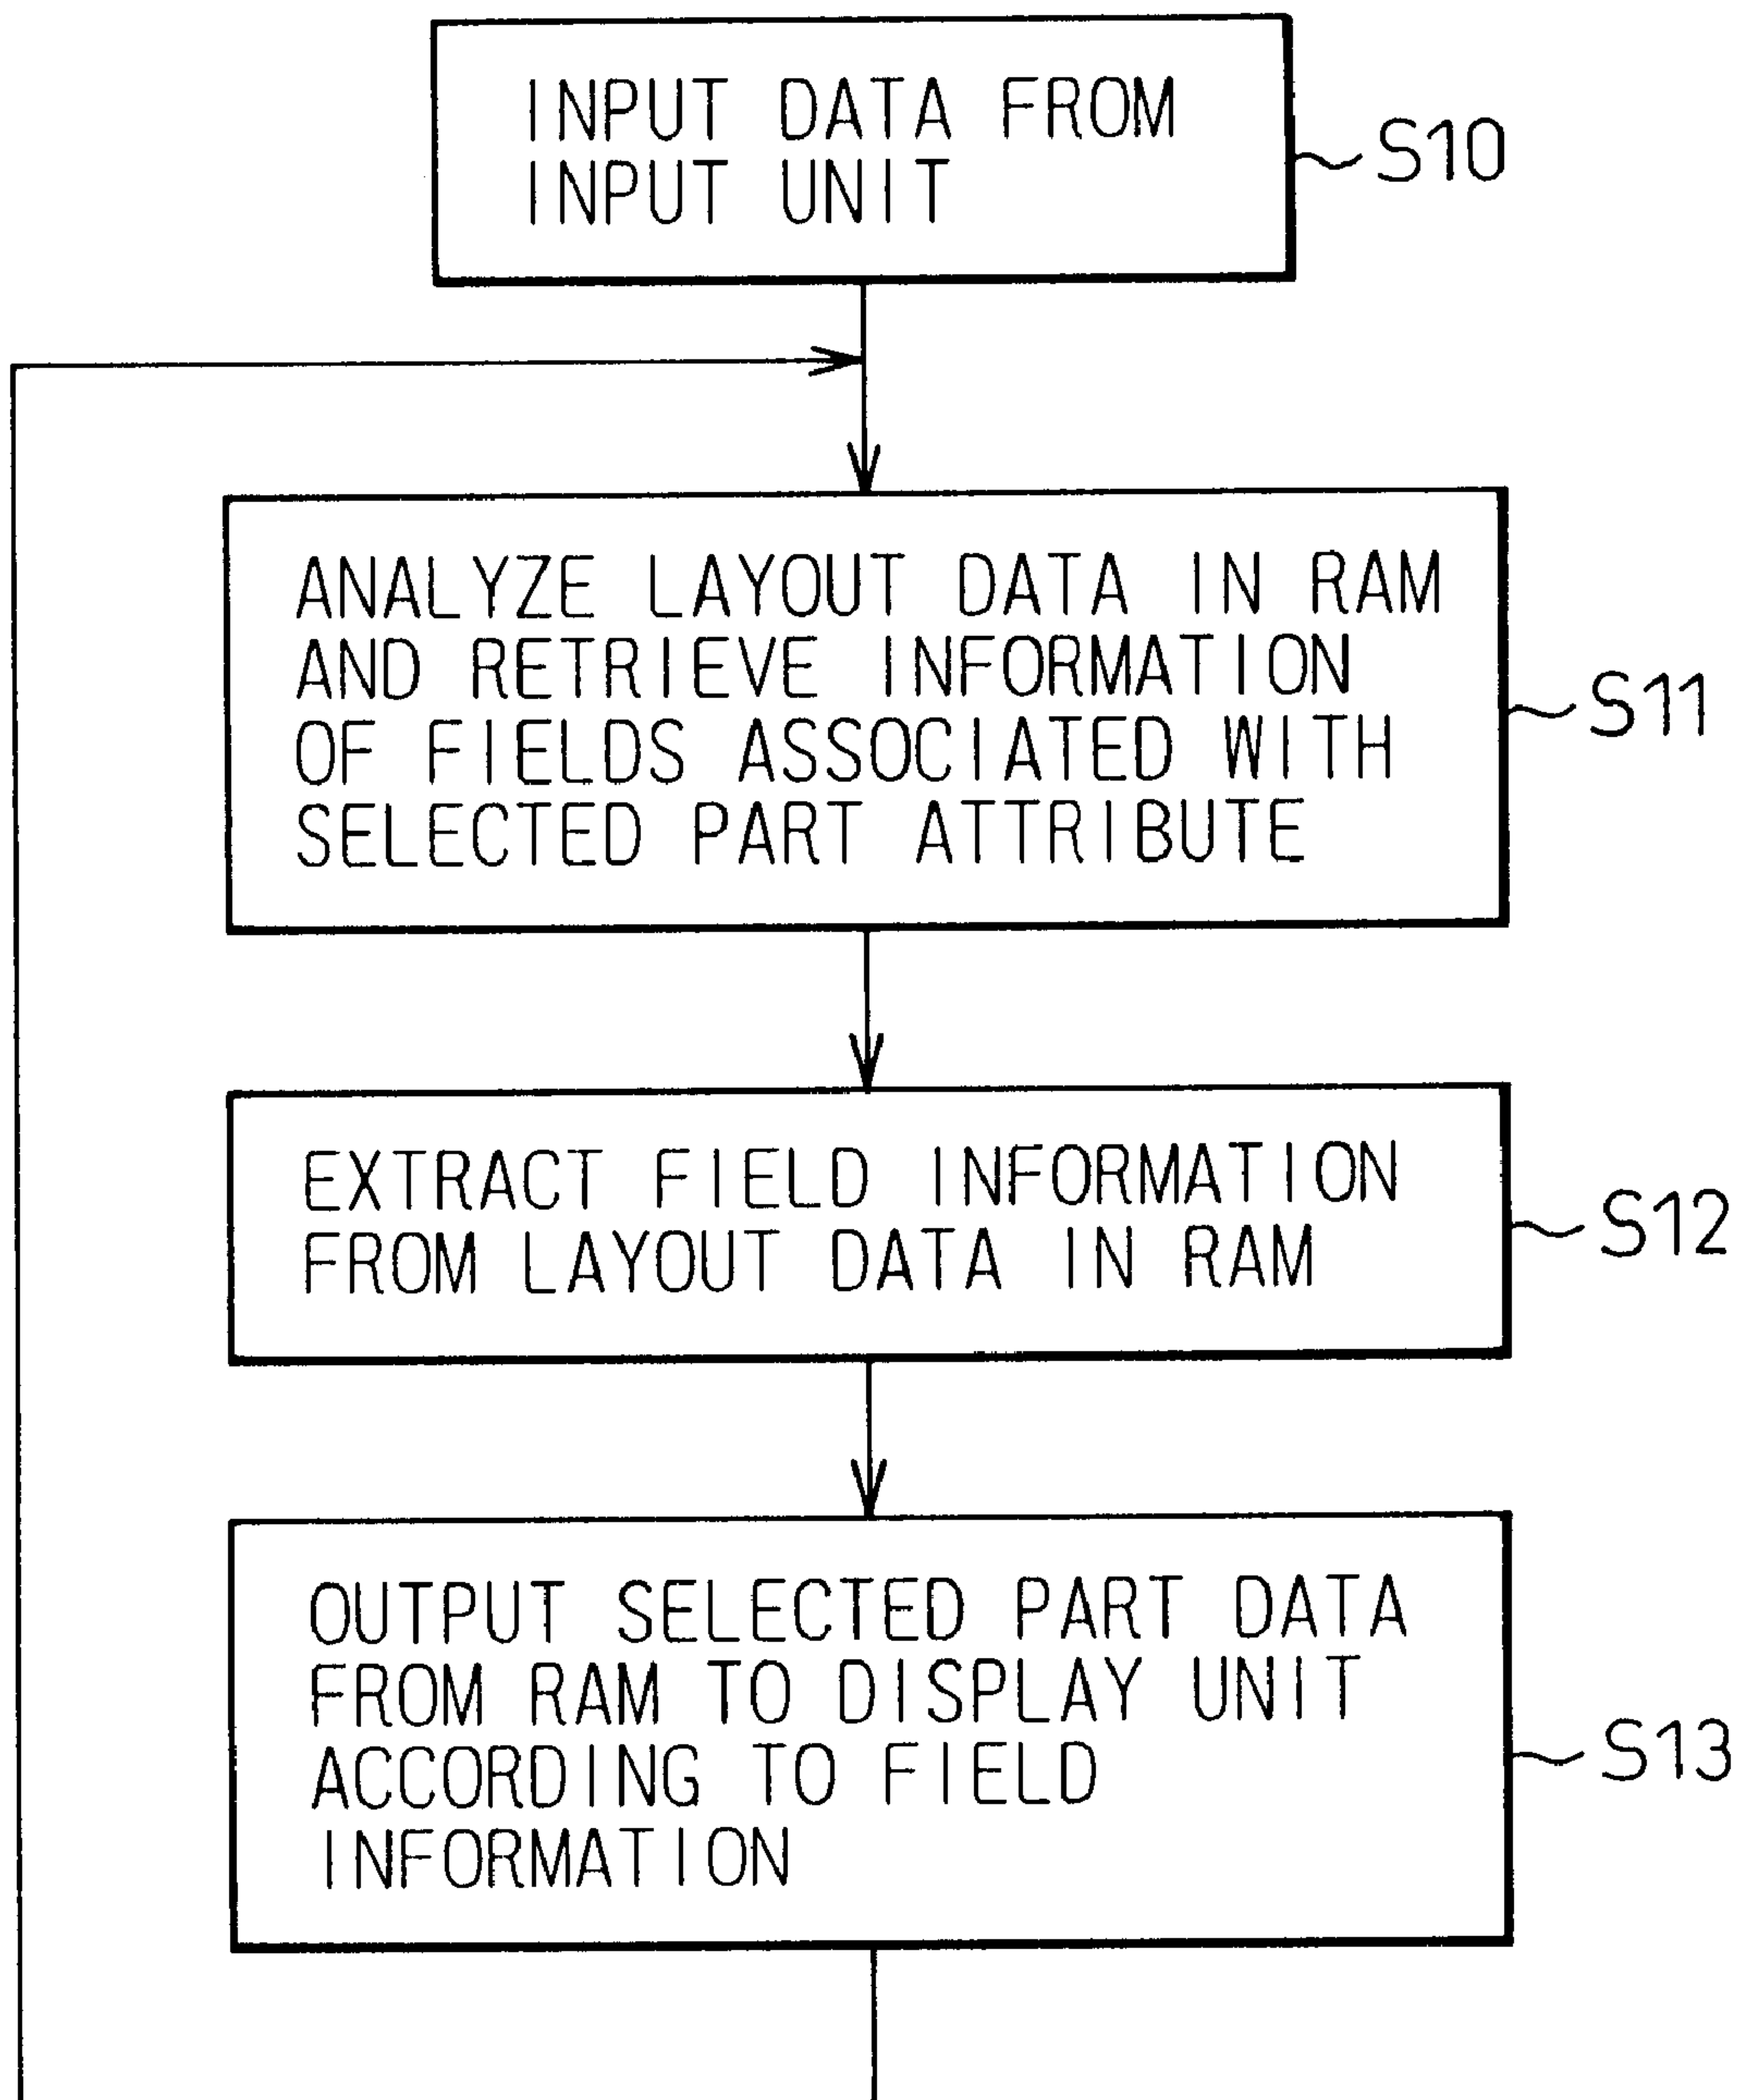 INPUT DATA FROM
INPUT UNIT
S10
ANALYZE LAYOUT DATA IN RAM
AND RETRIEVE INFORMATION
OF FIELDS ASSOCIATED WITH
SELECTED PART ATTRIBUTE
S11
EXTRACT FIELD INFORMATION
FROM LAYOUT DATA IN RAM
S12
OUTPUT SELECTED PART DATA
FROM RAM TO DISPLAY UNIT
ACCORDING TO FIELD
INFORMATION
S13